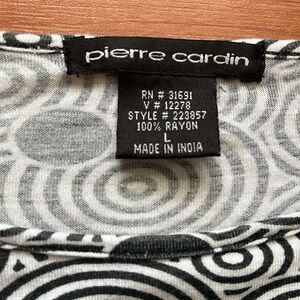 pierre cardin
RN # 31691
V # 12278
STYLE # 223857
100% RAYON
L
MADE IN INDIA